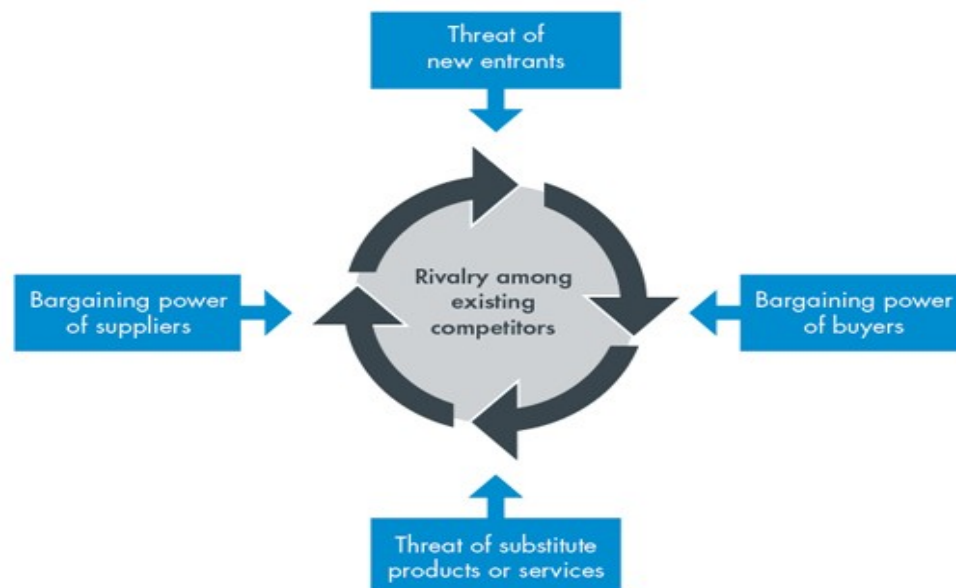 Threat of
new entrants
Bargaining power
of suppliers
Rivalry among
existing
competitors
Bargaining power
of buyers
Threat of substitute
products or services